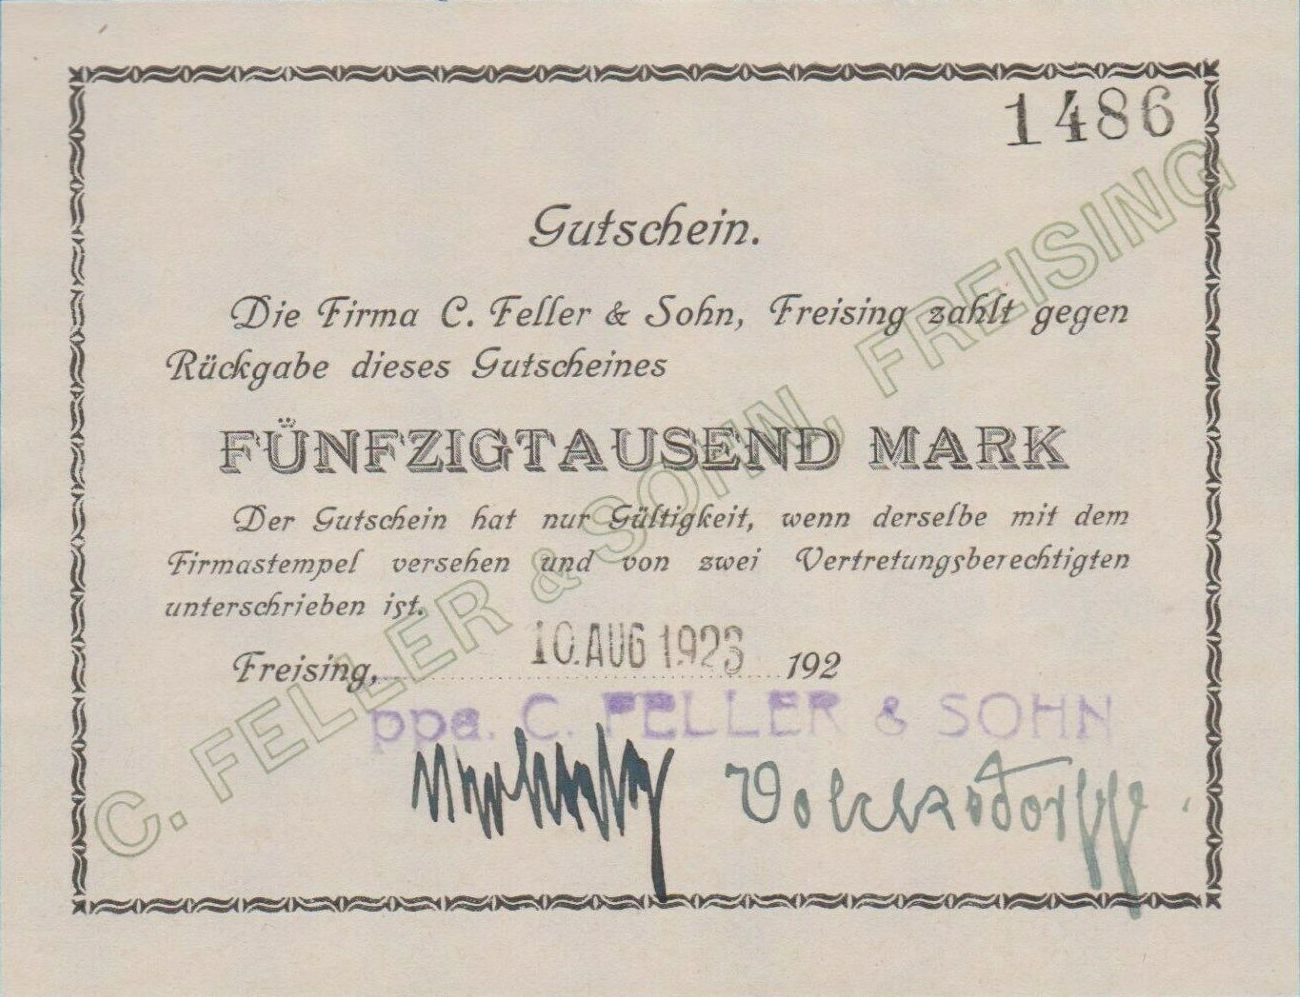 1486
Gutschein.
Die Firma C. Feller & Sohn, Freising zahlt gegen
Rückgabe dieses Gutscheines
FÜNFZIGTAUSEND MARK
Der Gutschein hat nur Gültigkeit, wenn derselbe mit dem
Firmastempel versehen und von zwei Vertretungsberechtigten
unterschrieben ist.
Freising, 10. AUG 1923 192
ppa. C. FELLER & SOHN
C. FELLER & SOHN, FREISING